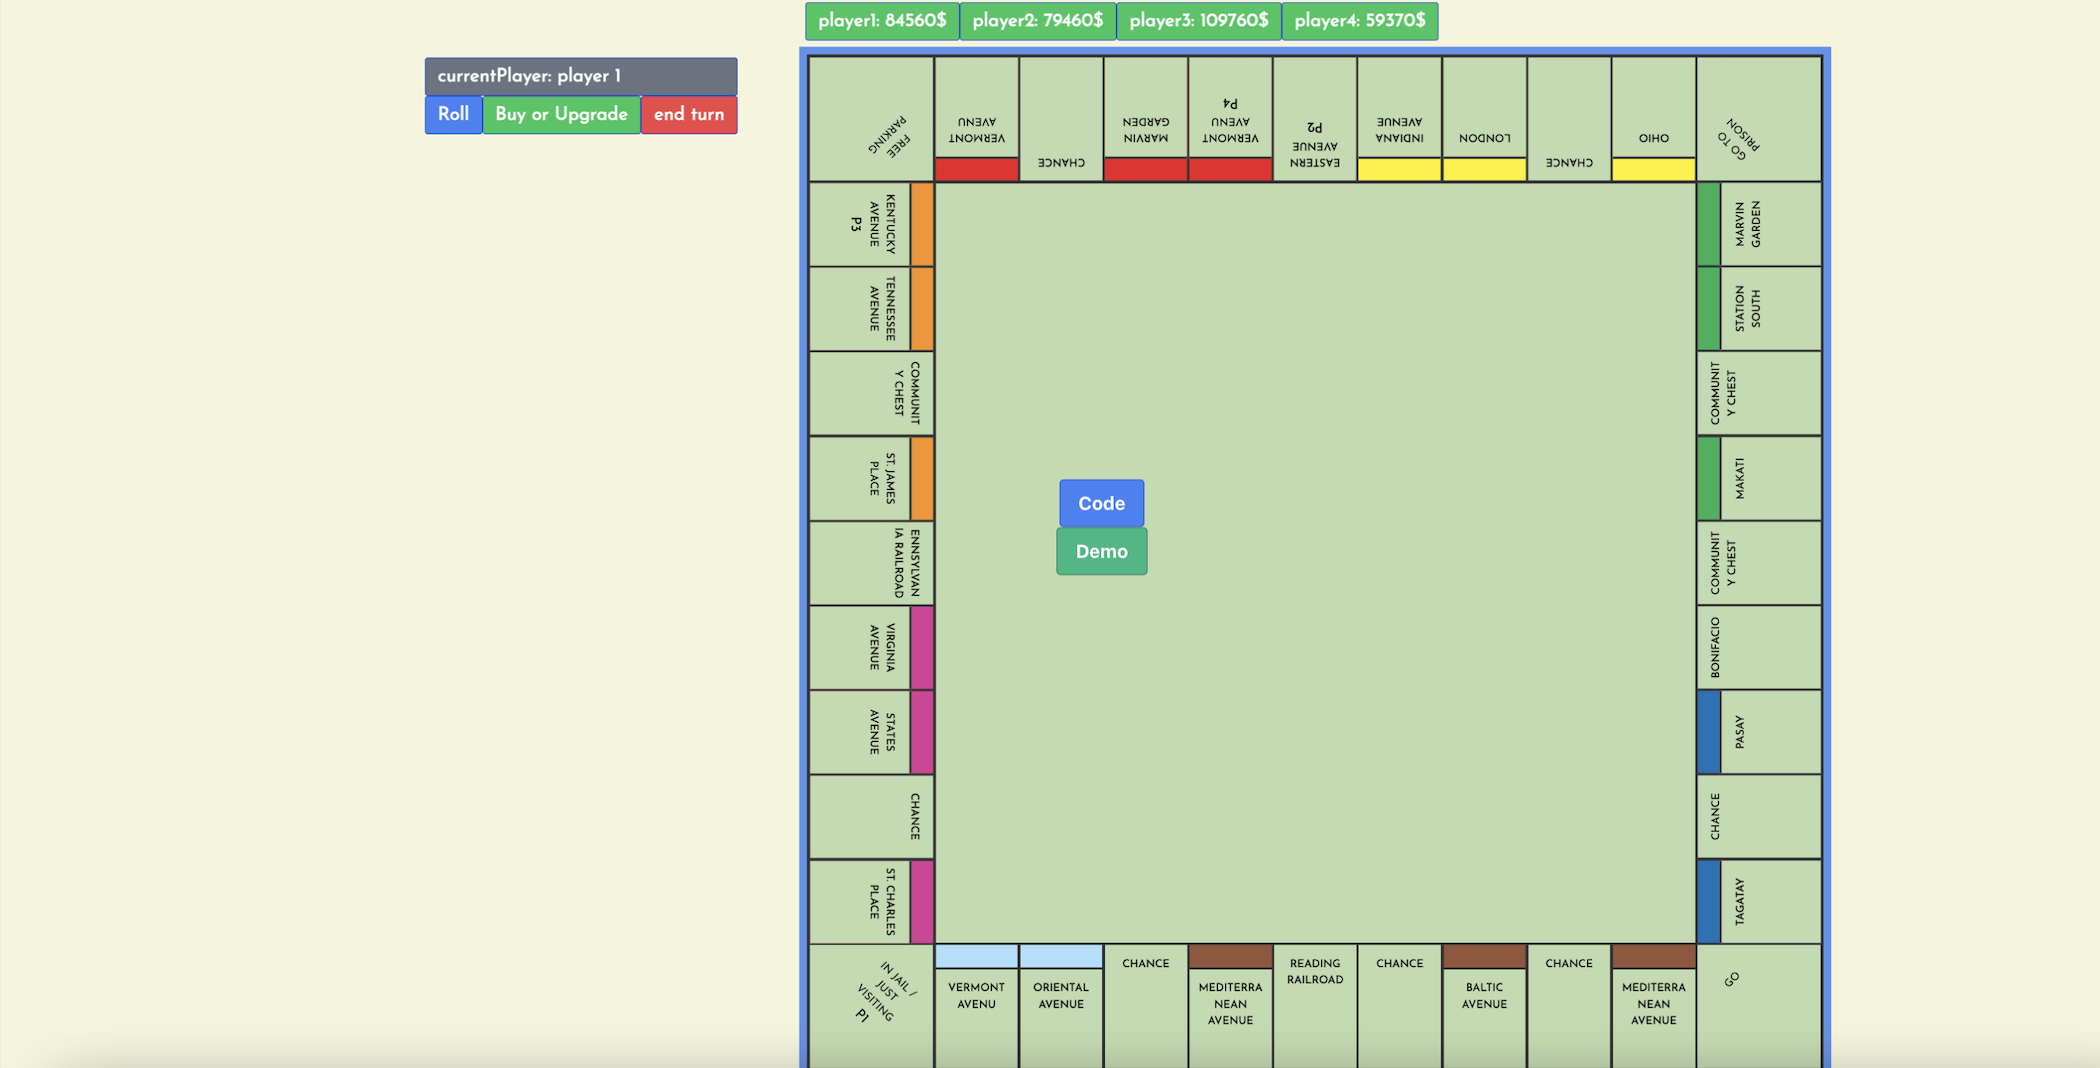 player1: 84560$
player2: 79460$
player3: 109760$
player4: 59370$
currentPlayer: player 1
Roll
Buy or Upgrade
end turn
FREE
PARKING
VERMONT
AVENU
CHANCE
MARVIN
GARDEN
VERMONT
AVENU
P4
EASTERN
AVENUE
P2
INDIANA
AVENUE
LONDON
CHANCE
OHIO
GO TO
PRISON
KENTUCKY
AVENUE
P3
TENNESSEE
AVENUE
COMMUNIT
Y CHEST
ST. JAMES
PLACE
ENNSYLVAN
IA RAILROAD
VIRGINIA
AVENUE
STATES
AVENUE
CHANCE
ST. CHARLES
PLACE
Code
Demo
MARVIN
GARDEN
STATION
SOUTH
COMMUNIT
Y CHEST
MAKATI
COMMUNIT
Y CHEST
BONIFACIO
PASAY
CHANCE
TAGATAY
IN JAIL /
JUST
VISITING
P1
VERMONT
AVENU
ORIENTAL
AVENUE
CHANCE
MEDITERRA
NEAN
AVENUE
READING
RAILROAD
CHANCE
BALTIC
AVENUE
CHANCE
MEDITERRA
NEAN
AVENUE
GO